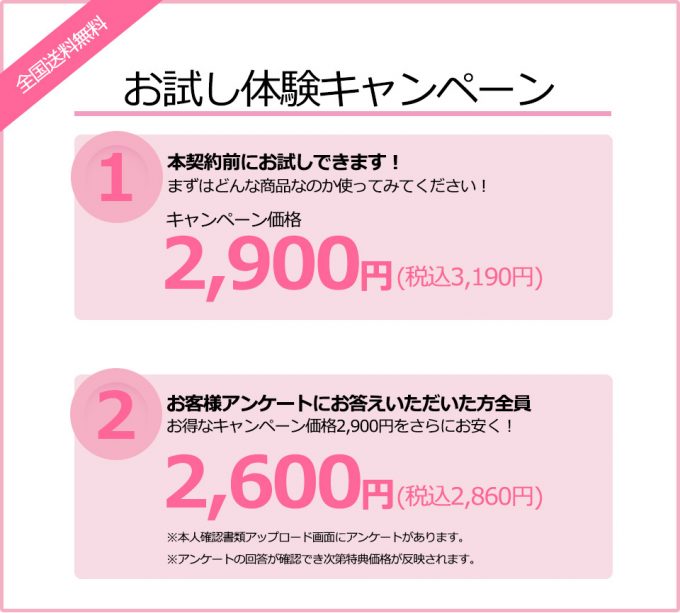 全国送料無料
お試し体験キャンペーン
1
本契約前にお試しできます！
まずはどんな商品なのか使ってみてください！
キャンペーン価格
2,900円(税込3,190円)
2
お客様アンケートにお答えいただいた方全員
お得なキャンペーン価格2,900円をさらにお安く！
2,600円(税込2,860円)
※本人確認書類アップロード画面にアンケートがあります。
※アンケートの回答が確認でき次第特典価格が反映されます。